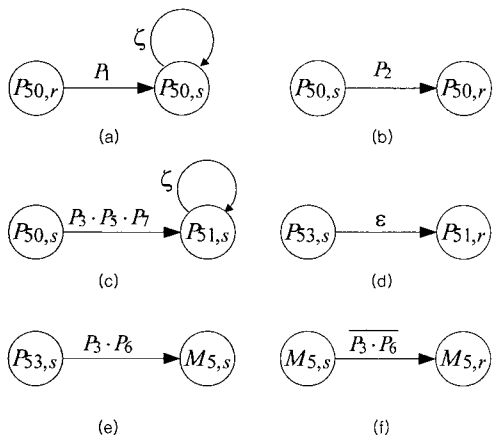 ζ
P50,r P1 P50,s
(a)
P50,s P2 P50,r
(b)
ζ
P50,s P3 · P5 · P7 P51,s
(c)
P53,s ε P51,r
(d)
P53,s P3 · P6 M5,s
(e)
M5,s P3 · P6 M5,r
(f)